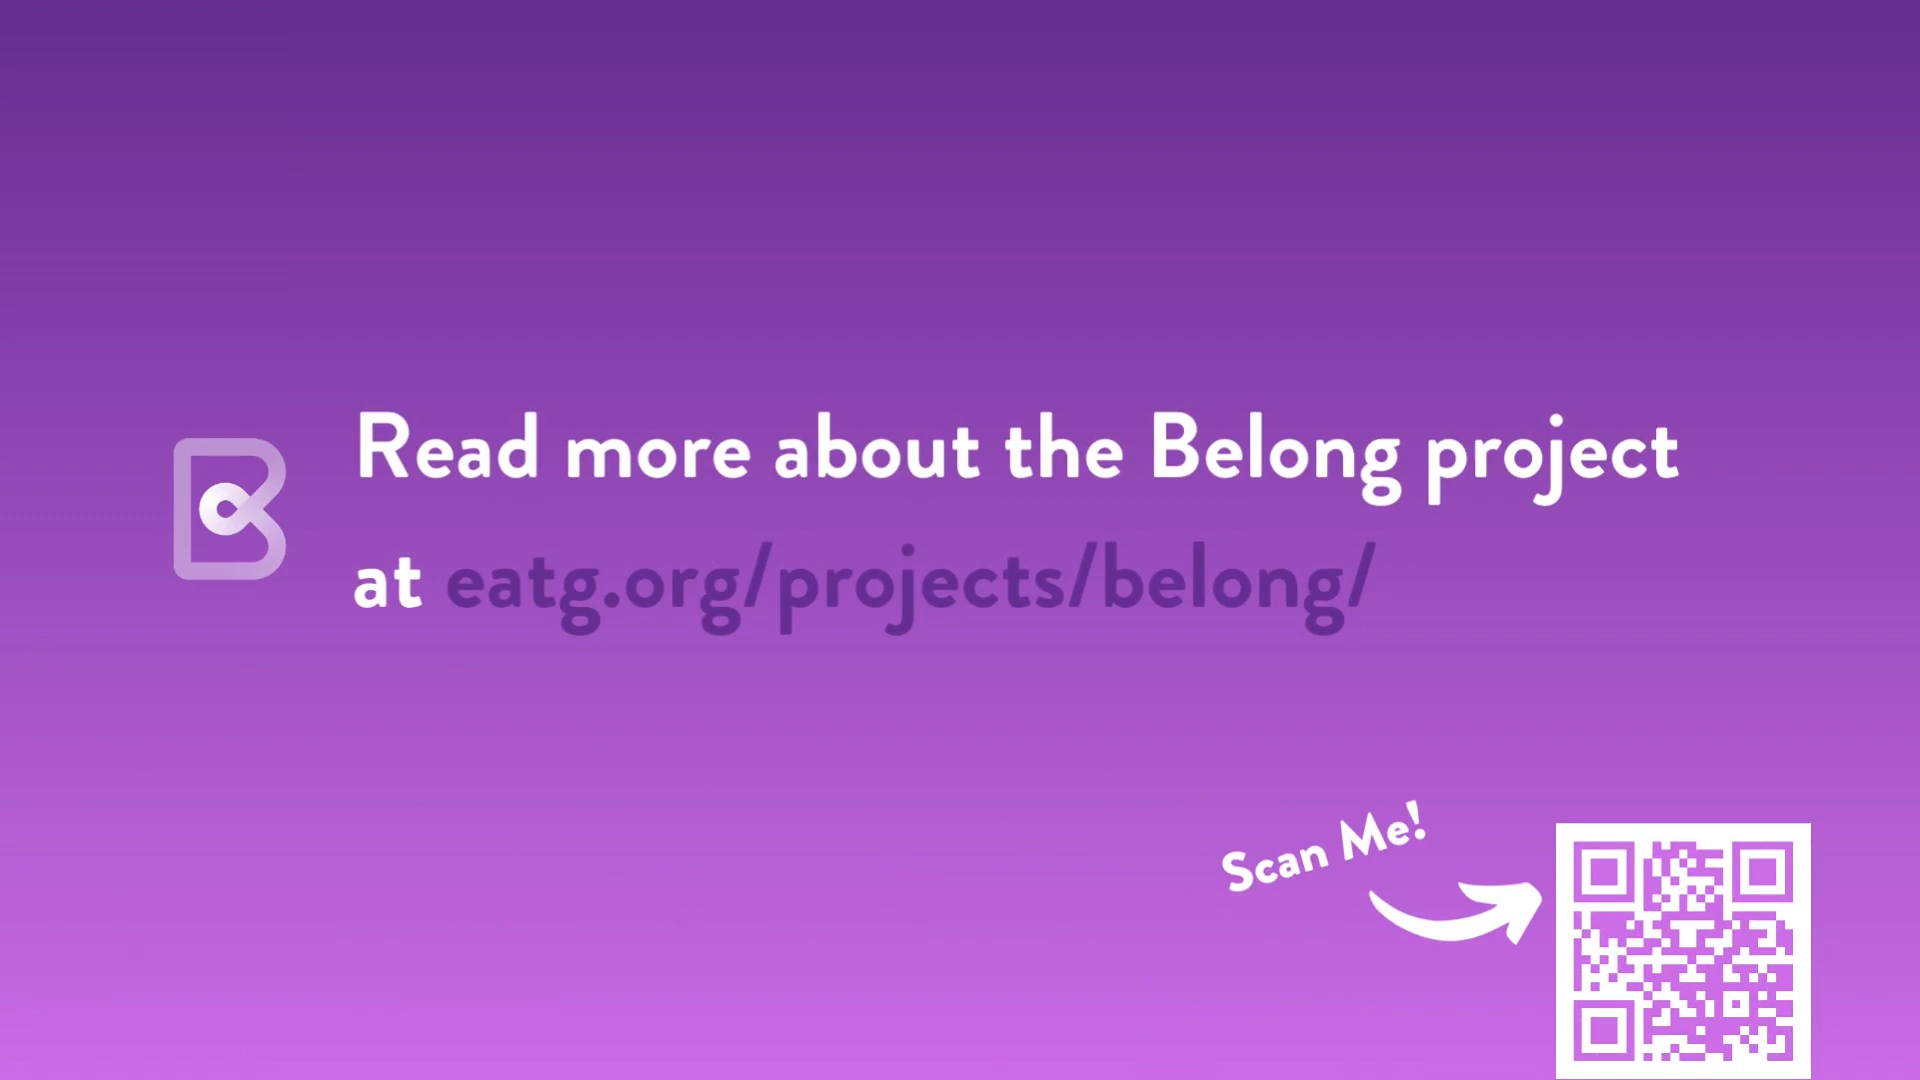 Read more about the Belong project
at eatg.org/projects/belong/
Scan Me!